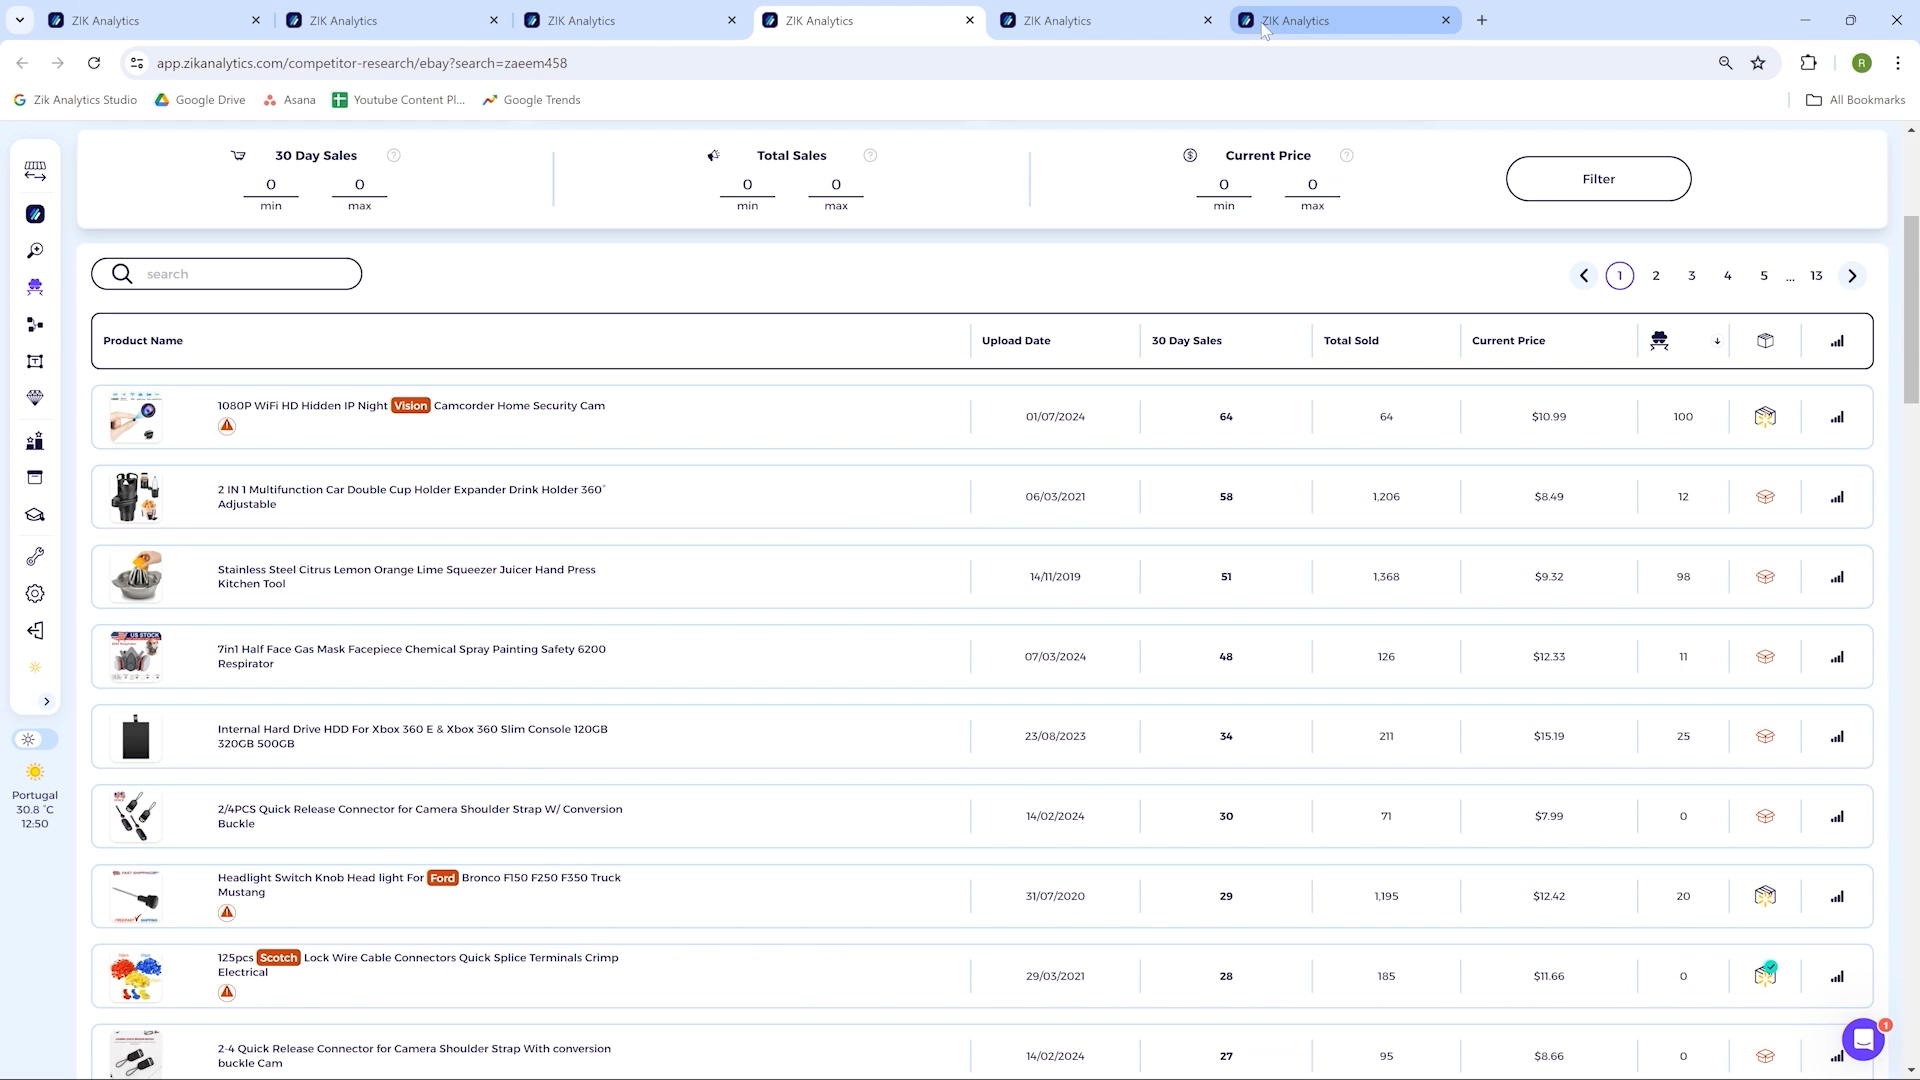 ZIK Analytics ZIK Analytics ZIK Analytics ZIK Analytics ZIK Analytics ZIK Analytics
app.zikanalytics.com/competitor-research/ebay?search=zaeem458
R
Zik Analytics Studio Google Drive Asana Youtube Content Pl... Google Trends All Bookmarks
30 Day Sales ? Total Sales ? Current Price ?
0 0 0 0 0 0 Filter
min max min max min max
search 1 2 3 4 5 ... 13
Product Name Upload Date 30 Day Sales Total Sold Current Price
1080P WiFi HD Hidden IP Night Vision Camcorder Home Security Cam
01/07/2024 64 64 $10.99 100
2 IN 1 Multifunction Car Double Cup Holder Expander Drink Holder 360°
Adjustable
06/03/2021 58 1,206 $8.49 12
Stainless Steel Citrus Lemon Orange Lime Squeezer Juicer Hand Press
Kitchen Tool
14/11/2019 51 1,368 $9.32 98
US STOCK
7in1 Half Face Gas Mask Facepiece Chemical Spray Painting Safety 6200
Respirator
07/03/2024 48 126 $12.33 11
Internal Hard Drive HDD For Xbox 360 E & Xbox 360 Slim Console 120GB
320GB 500GB
23/08/2023 34 211 $15.19 25
Portugal
30.8 °C
12:50
2/4PCS Quick Release Connector for Camera Shoulder Strap W/ Conversion
Buckle
14/02/2024 30 71 $7.99 0
Headlight Switch Knob Head light For Ford Bronco F150 F250 F350 Truck
Mustang
31/07/2020 29 1,195 $12.42 20
125pcs Scotch Lock Wire Cable Connectors Quick Splice Terminals Crimp
Electrical
29/03/2021 28 185 $11.66 0
2-4 Quick Release Connector for Camera Shoulder Strap With conversion
buckle Cam
14/02/2024 27 95 $8.66 0
1